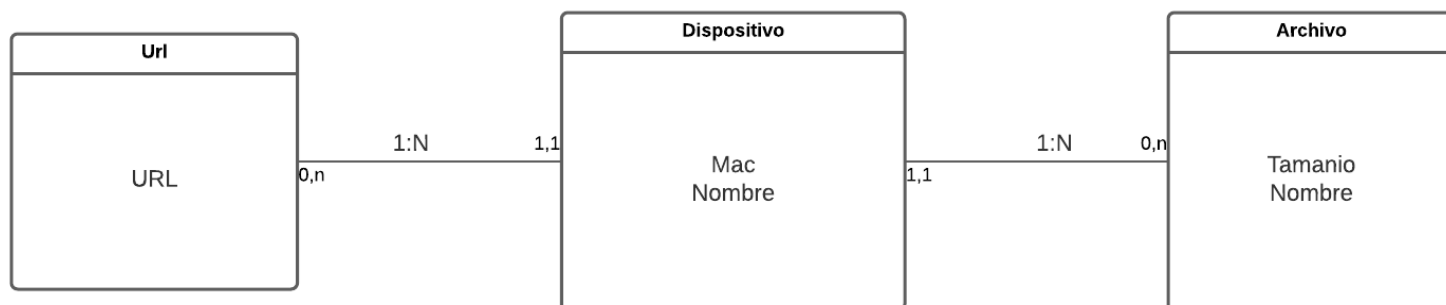 Url
URL
1:N
1,1
0,n
Dispositivo
Mac
Nombre
1:N
0,n
1,1
Archivo
Tamanio
Nombre